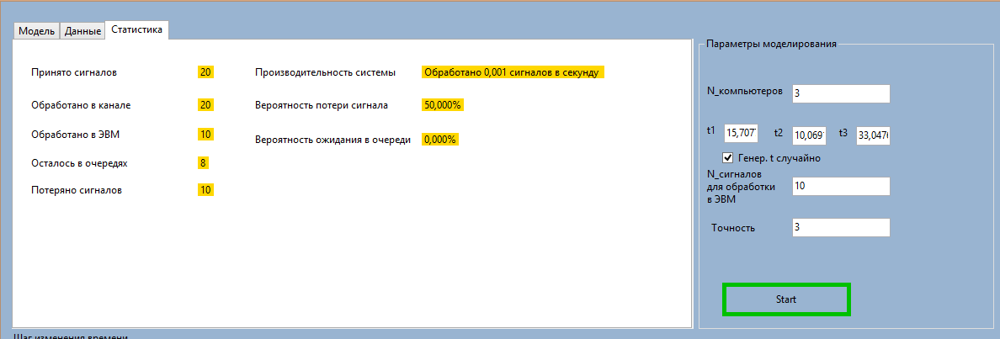 Модель Данные Статистика
Принято сигналов 20
Обработано в канале 20
Обработано в ЭВМ 10
Осталось в очередях 8
Потеряно сигналов 10
Производительность системы Обработано 0,001 сигналов в секунду
Вероятность потери сигнала 50,000%
Вероятность ожидания в очереди 0,000%
Параметры моделирования
N_компьютеров 3
t1 15,707 t2 10,069 t3 33,047
Генер. t случайно
N_сигналов
для обработки
в ЭВМ
10
Точность 3
Start
Шаг изменения времени